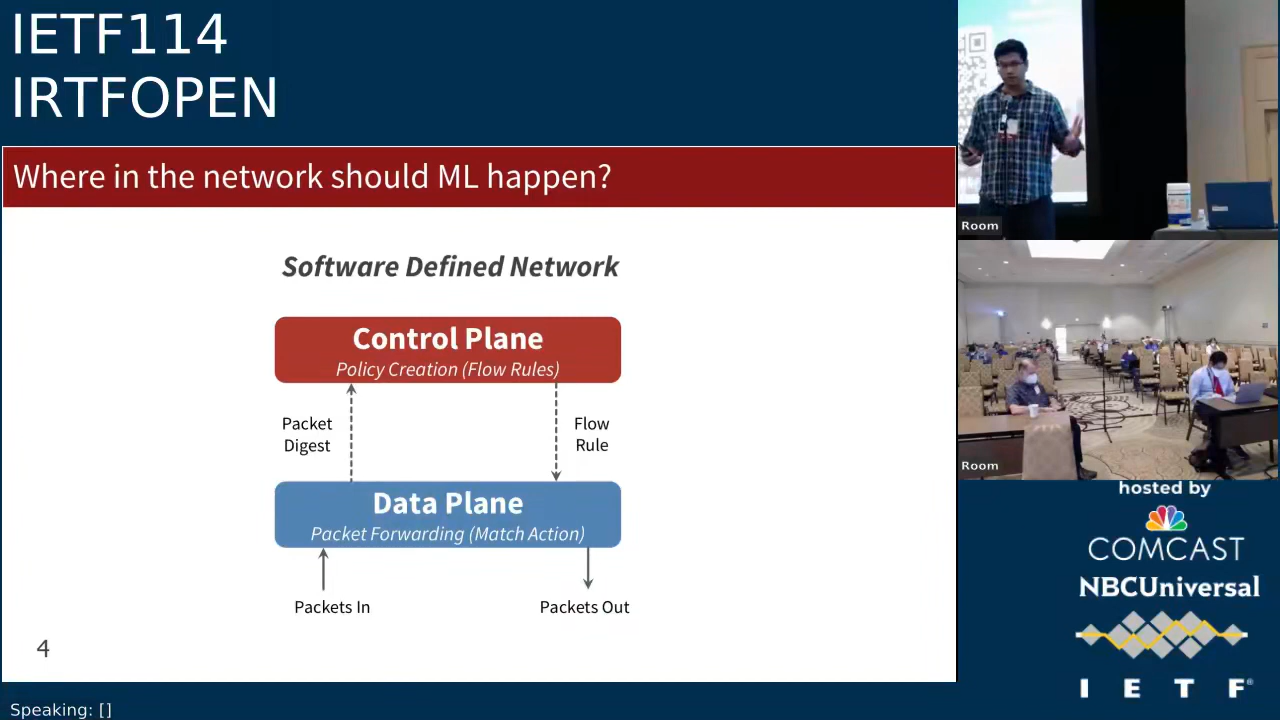 IETF114
IRTFOPEN
Where in the network should ML happen?
Software Defined Network
Control Plane
Policy Creation (Flow Rules)
Packet
Digest
Flow
Rule
Data Plane
Packet Forwarding (Match Action)
Packets In
Packets Out
4
Speaking: []
Room
Room
hosted by
COMCAST
NBCUniversal
I E T F®